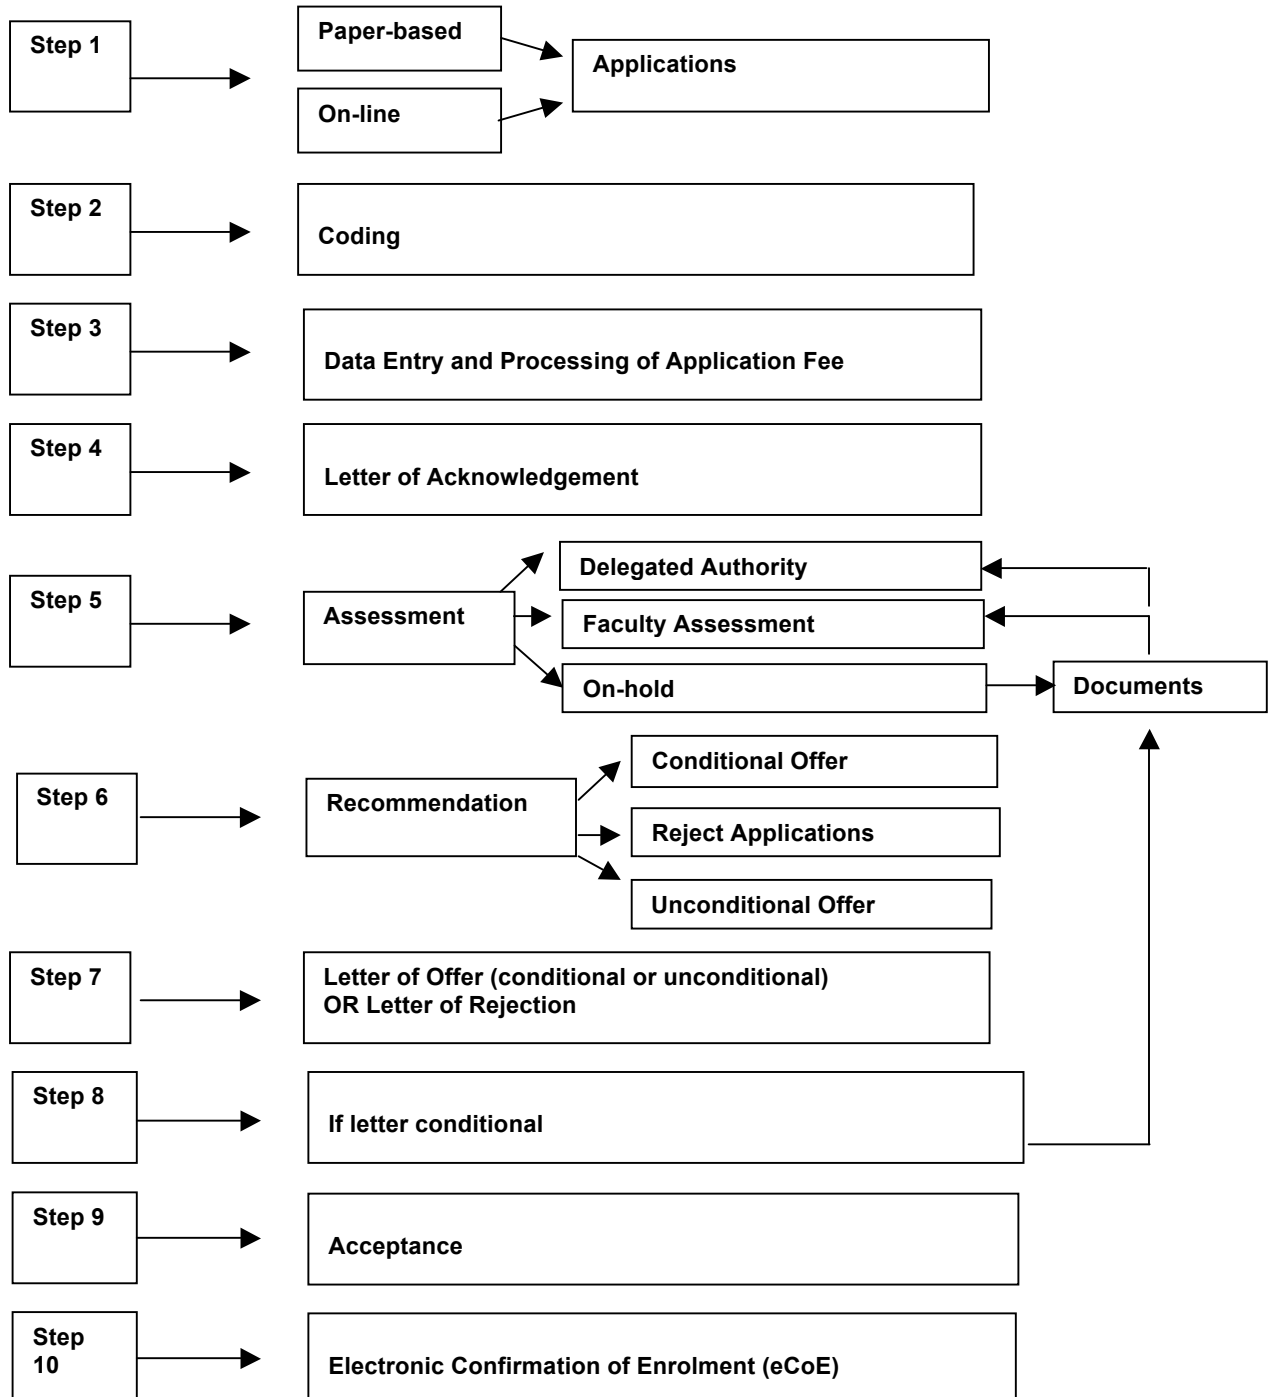 Step 1
Paper-based
Applications
On-line
Step 2
Coding
Step 3
Data Entry and Processing of Application Fee
Step 4
Letter of Acknowledgement
Step 5
Assessment
Delegated Authority
Faculty Assessment
On-hold
Documents
Step 6
Recommendation
Conditional Offer
Reject Applications
Unconditional Offer
Step 7
Letter of Offer (conditional or unconditional)
OR Letter of Rejection
Step 8
If letter conditional
Step 9
Acceptance
Step
10
Electronic Confirmation of Enrolment (eCoE)